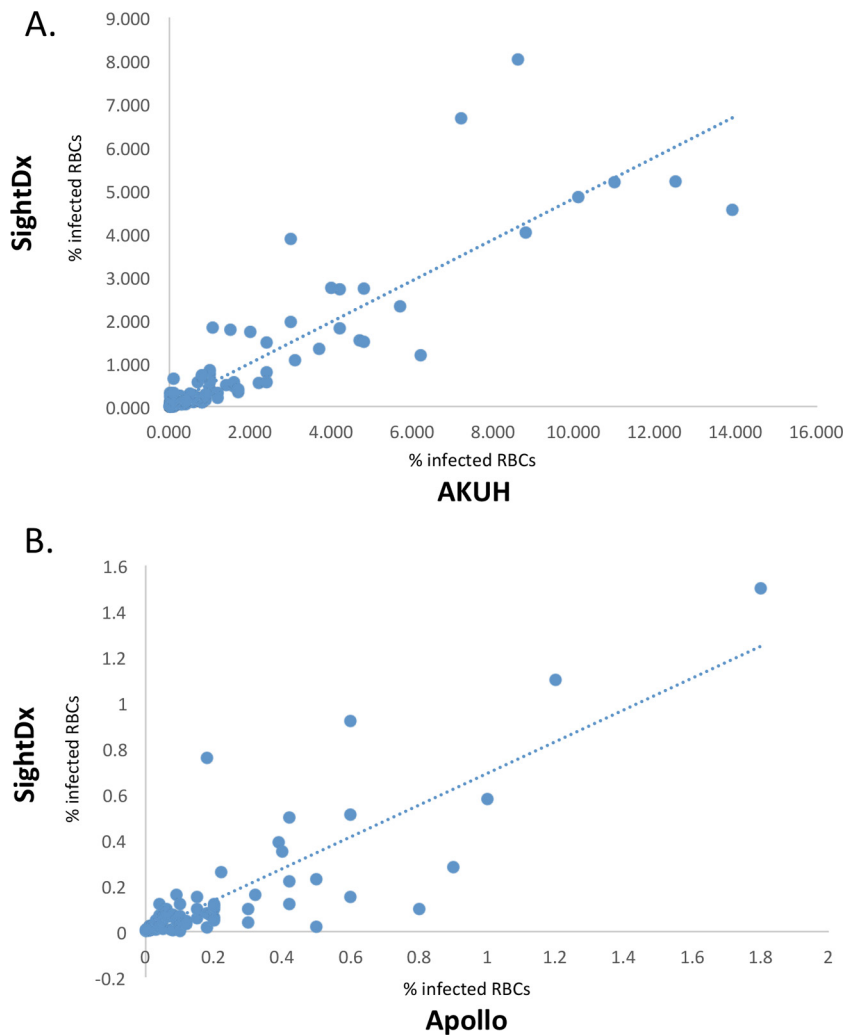 A.
9.000
8.000
7.000
6.000
5.000
4.000
3.000
2.000
1.000
0.000
SightDx
% infected RBCs
0.000 2.000 4.000 6.000 8.000 10.000 12.000 14.000 16.000
% infected RBCs
AKUH
B.
1.6
1.4
1.2
1
0.8
0.6
0.4
0.2
0
-0.2
SightDx
% infected RBCs
0 0.2 0.4 0.6 0.8 1 1.2 1.4 1.6 1.8 2
% infected RBCs
Apollo